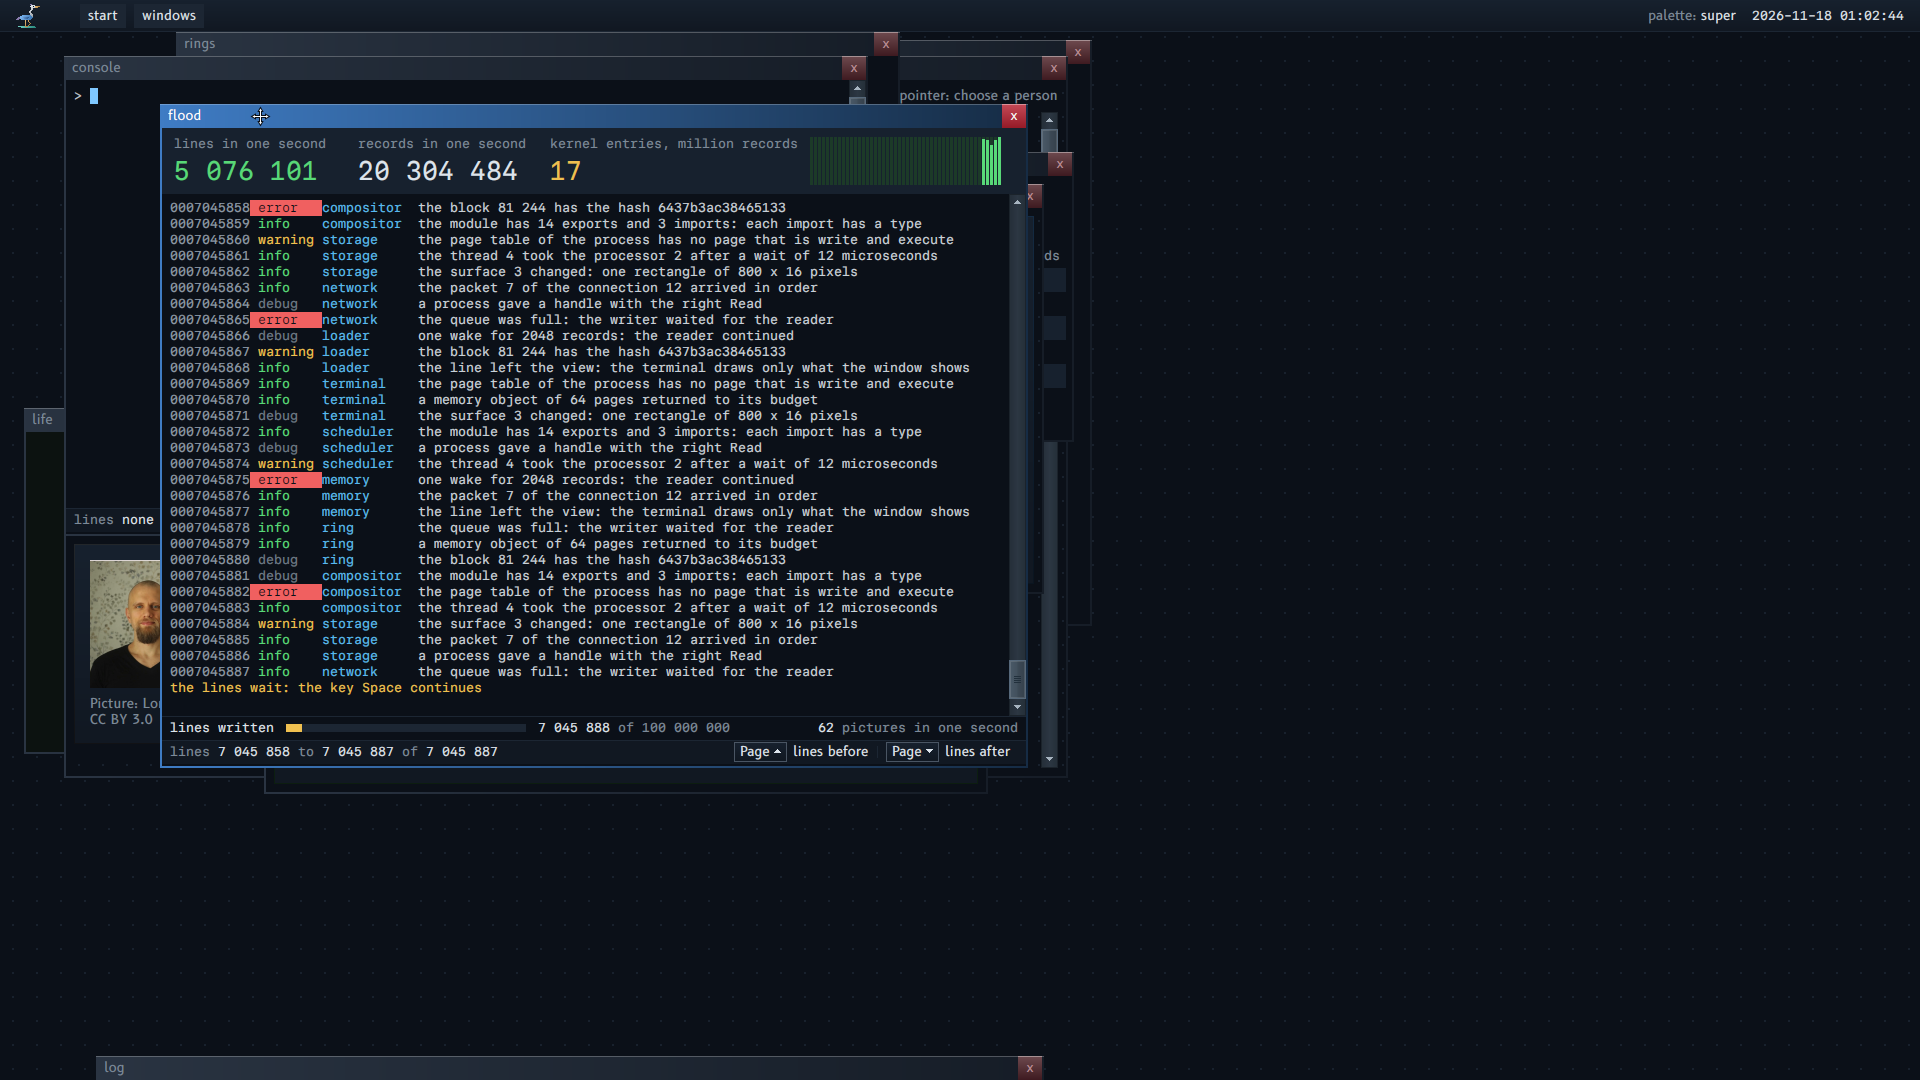 start windows palette: super 2026-11-18 01:02:44
rings x
x
console x
x
> 
pointer: choose a person
flood x
lines in one second records in one second kernel entries, million records
5 076 101 20 304 484 17
x
x
ds
0007045858 error compositor the block 81 244 has the hash 6437b3ac38465133
0007045859 info compositor the module has 14 exports and 3 imports: each import has a type
0007045860 warning storage the page table of the process has no page that is write and execute
0007045861 info storage the thread 4 took the processor 2 after a wait of 12 microseconds
0007045862 info storage the surface 3 changed: one rectangle of 800 x 16 pixels
0007045863 info network the packet 7 of the connection 12 arrived in order
0007045864 debug network a process gave a handle with the right Read
0007045865 error network the queue was full: the writer waited for the reader
0007045866 debug loader one wake for 2048 records: the reader continued
0007045867 warning loader the block 81 244 has the hash 6437b3ac38465133
0007045868 info loader the line left the view: the terminal draws only what the window shows
0007045869 info terminal the page table of the process has no page that is write and execute
0007045870 info terminal a memory object of 64 pages returned to its budget
0007045871 debug terminal the surface 3 changed: one rectangle of 800 x 16 pixels
0007045872 info scheduler the module has 14 exports and 3 imports: each import has a type
0007045873 debug scheduler a process gave a handle with the right Read
0007045874 warning scheduler the thread 4 took the processor 2 after a wait of 12 microseconds
0007045875 error memory one wake for 2048 records: the reader continued
0007045876 info memory the packet 7 of the connection 12 arrived in order
0007045877 info memory the line left the view: the terminal draws only what the window shows
0007045878 info ring the queue was full: the writer waited for the reader
0007045879 info ring a memory object of 64 pages returned to its budget
0007045880 debug ring the block 81 244 has the hash 6437b3ac38465133
0007045881 debug compositor the module has 14 exports and 3 imports: each import has a type
0007045882 error compositor the page table of the process has no page that is write and execute
0007045883 info compositor the thread 4 took the processor 2 after a wait of 12 microseconds
0007045884 warning storage the surface 3 changed: one rectangle of 800 x 16 pixels
0007045885 info storage the packet 7 of the connection 12 arrived in order
0007045886 info storage a process gave a handle with the right Read
0007045887 info network the queue was full: the writer waited for the reader
the lines wait: the key Space continues
lines written 7 045 888 of 100 000 000 62 pictures in one second
lines 7 045 858 to 7 045 887 of 7 045 887 Page lines before Page lines after
life
lines none
Picture: Lo
CC BY 3.0
log x